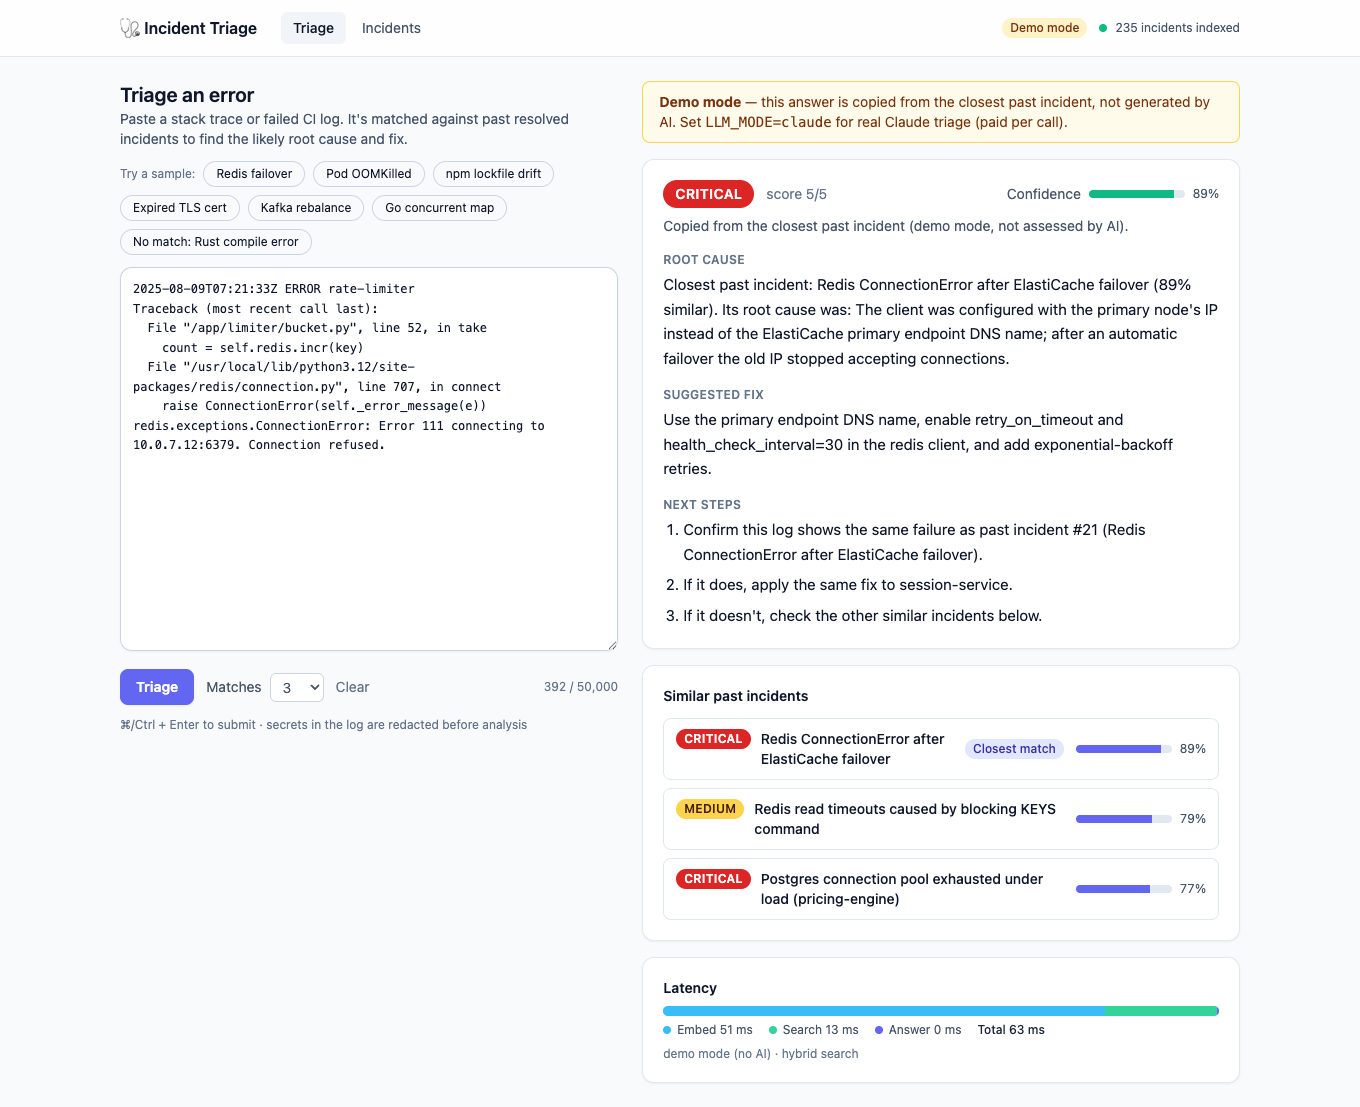 Incident Triage
Triage
Incidents
Demo mode
235 incidents indexed
Triage an error
Paste a stack trace or failed CI log. It's matched against past resolved
incidents to find the likely root cause and fix.
Try a sample:
Redis failover
Pod OOMKilled
npm lockfile drift
Expired TLS cert
Kafka rebalance
Go concurrent map
No match: Rust compile error
2025-08-09T07:21:33Z ERROR rate-limiter
Traceback (most recent call last):
  File "/app/limiter/bucket.py", line 52, in take
    count = self.redis.incr(key)
  File "/usr/local/lib/python3.12/site-
packages/redis/connection.py", line 707, in connect
    raise ConnectionError(self._error_message(e))
redis.exceptions.ConnectionError: Error 111 connecting to
10.0.7.12:6379. Connection refused.
Triage
Matches
3
Clear
392 / 50,000
⌘/Ctrl + Enter to submit · secrets in the log are redacted before analysis
Demo mode — this answer is copied from the closest past incident, not generated by
AI. Set LLM_MODE=claude for real Claude triage (paid per call).
CRITICAL
score 5/5
Confidence
89%
Copied from the closest past incident (demo mode, not assessed by AI).
ROOT CAUSE
Closest past incident: Redis ConnectionError after ElastiCache failover (89%
similar). Its root cause was: The client was configured with the primary node's IP
instead of the ElastiCache primary endpoint DNS name; after an automatic
failover the old IP stopped accepting connections.
SUGGESTED FIX
Use the primary endpoint DNS name, enable retry_on_timeout and
health_check_interval=30 in the redis client, and add exponential-backoff
retries.
NEXT STEPS
1. Confirm this log shows the same failure as past incident #21 (Redis
ConnectionError after ElastiCache failover).
2. If it does, apply the same fix to session-service.
3. If it doesn't, check the other similar incidents below.
Similar past incidents
CRITICAL
Redis ConnectionError after
ElastiCache failover
Closest match
89%
MEDIUM
Redis read timeouts caused by blocking KEYS
command
79%
CRITICAL
Postgres connection pool exhausted under
load (pricing-engine)
77%
Latency
Embed 51 ms
Search 13 ms
Answer 0 ms
Total 63 ms
demo mode (no AI) · hybrid search